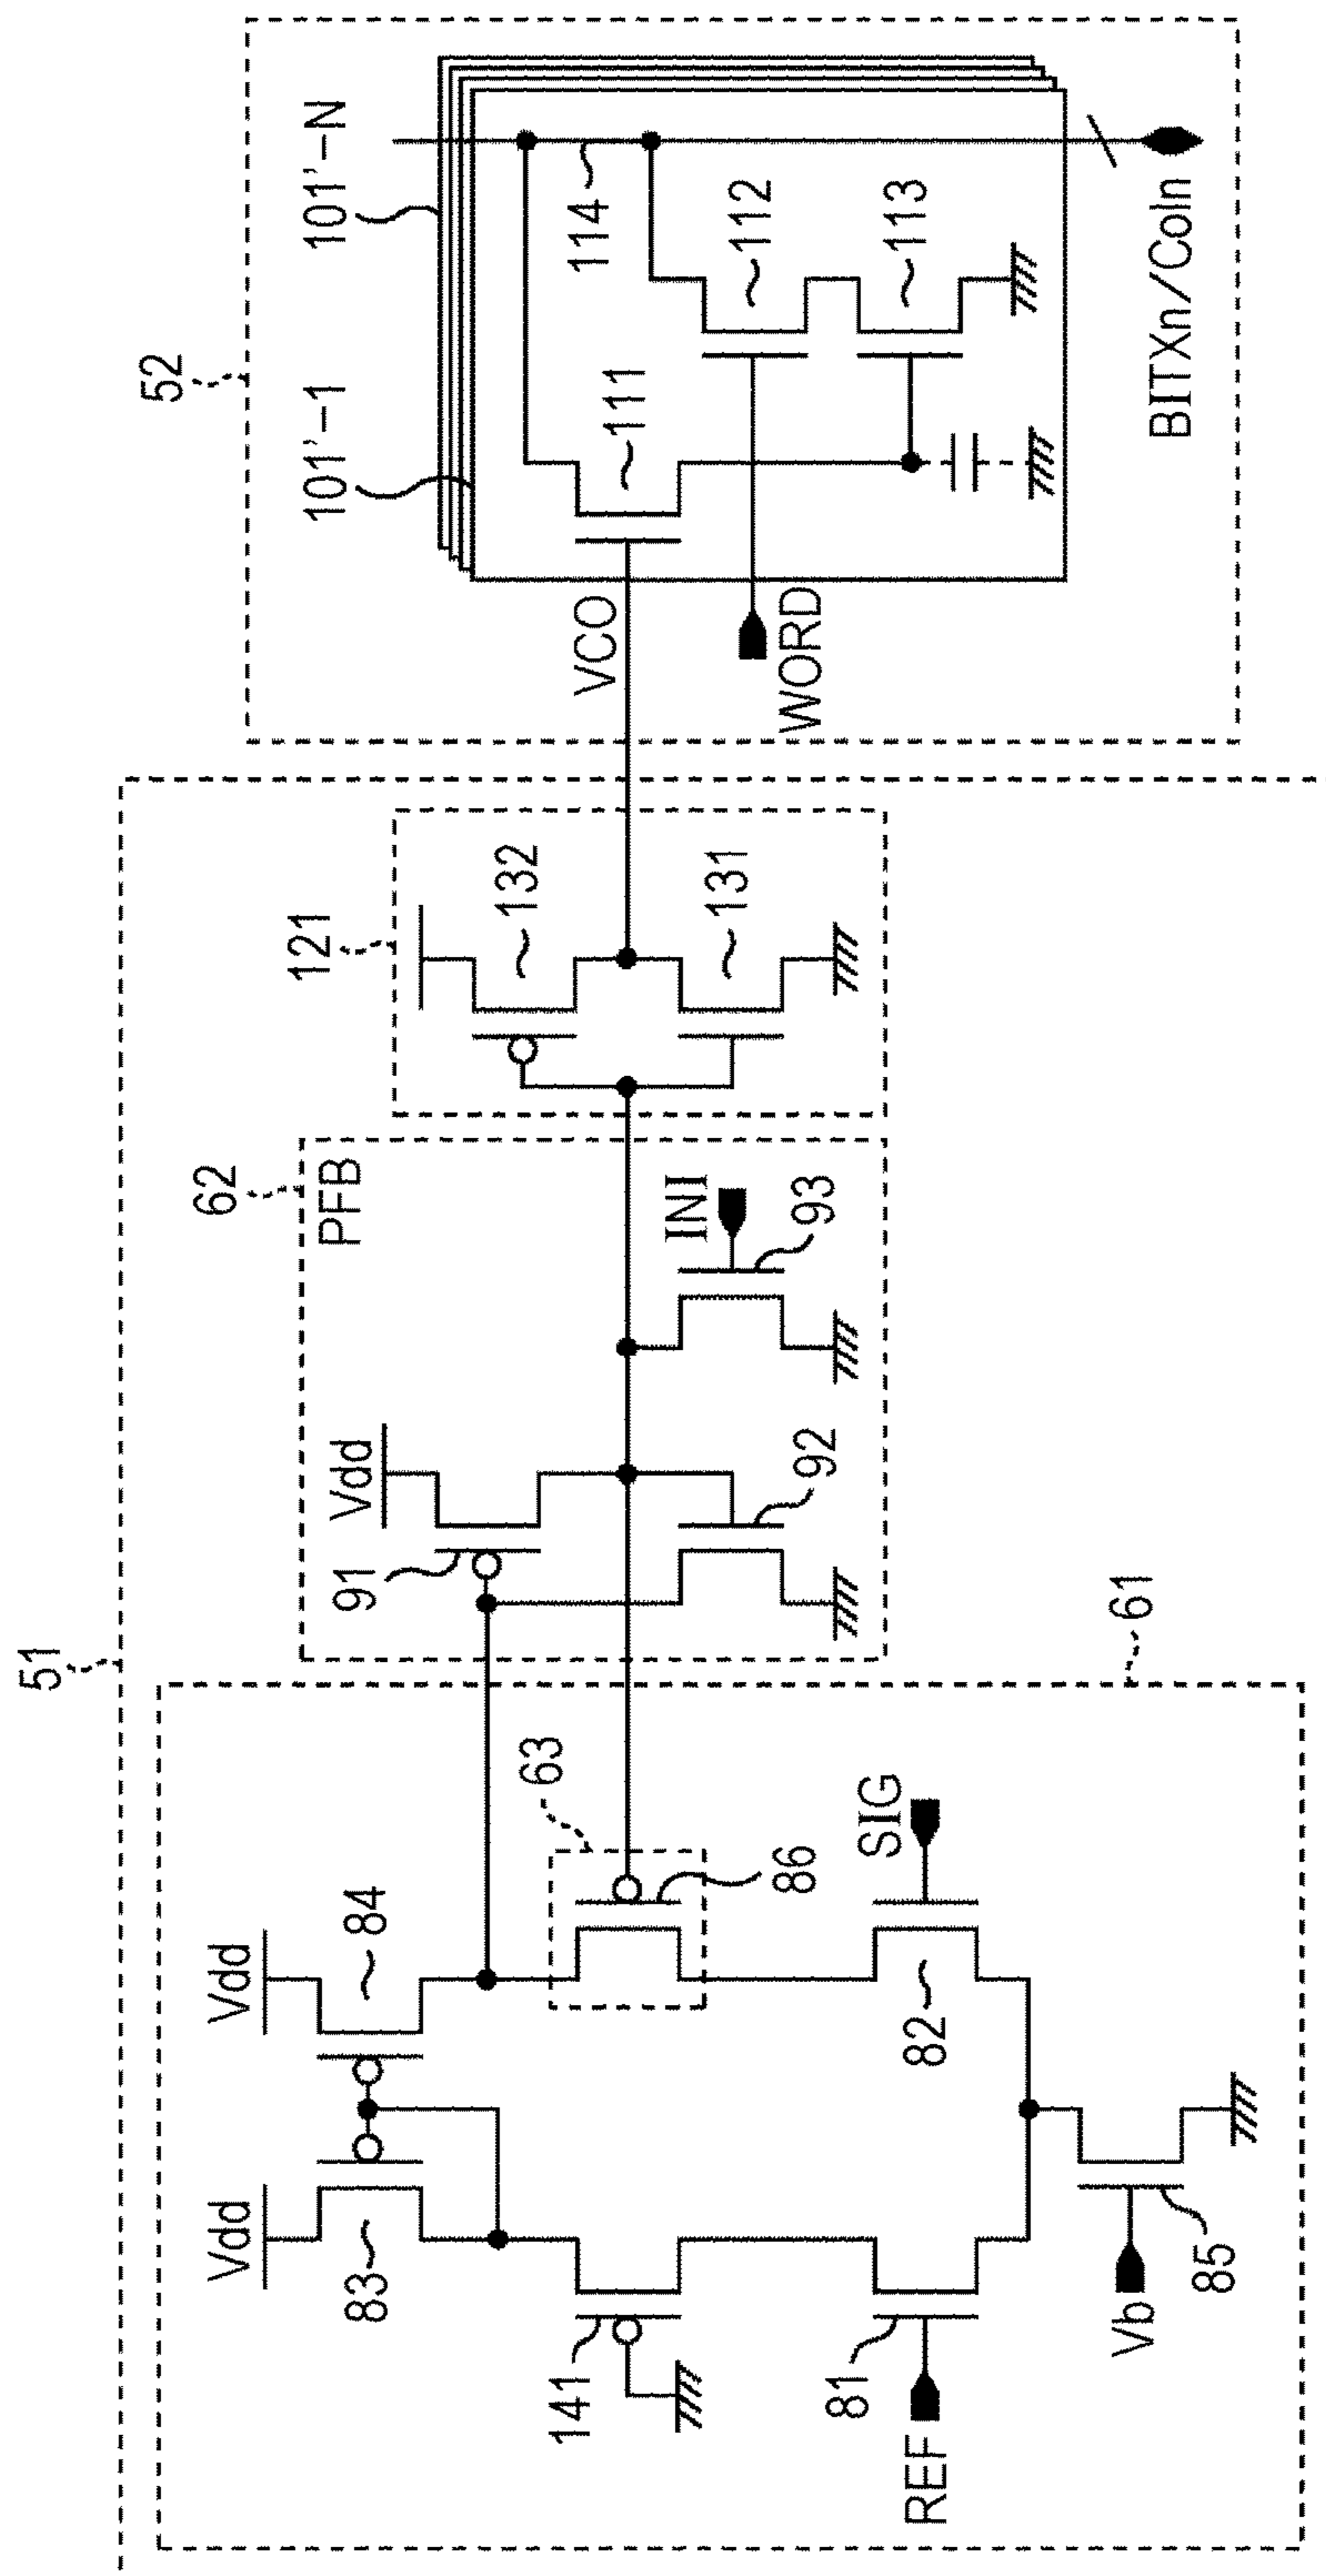 51
61
Vdd
Vdd
83
84
63
141
86
REF
81
82
SIG
Vb
85
62
PFB
Vdd
91
92
INI
93
121
132
131
52
101'-1
101'-N
VCO
111
114
WORD
112
113
BITXn/Coln